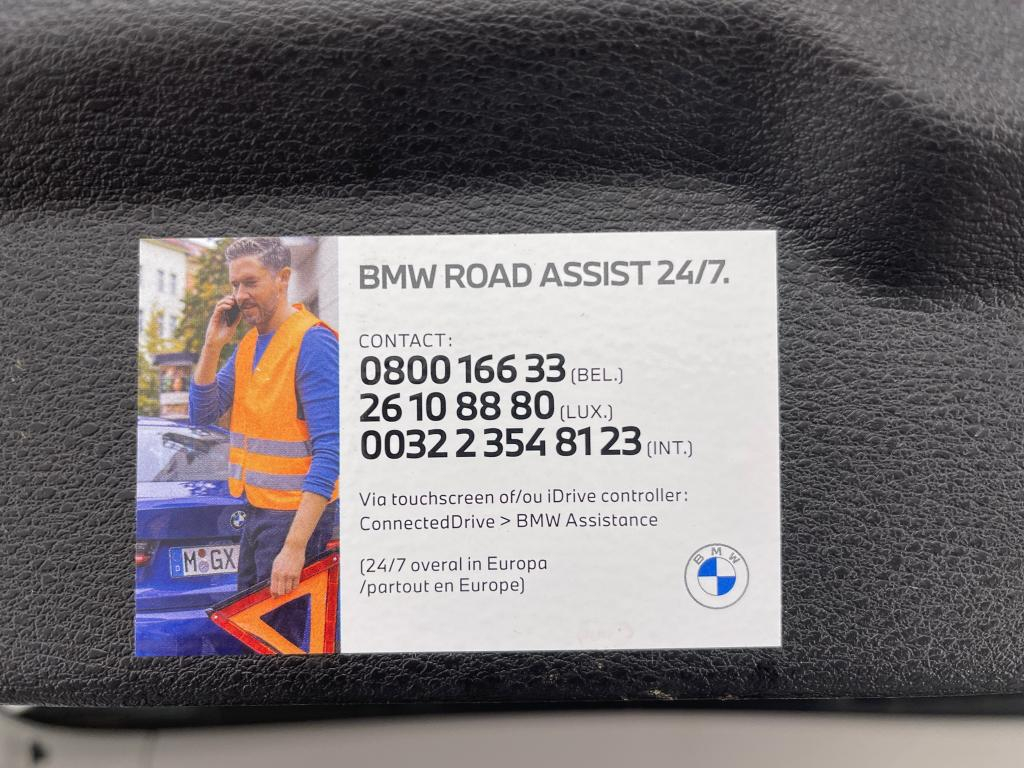 BMW ROAD ASSIST 24/7.
CONTACT:
0800 166 33 (BEL.)
26 10 88 80 (LUX.)
0032 2 354 81 23 (INT.)
Via touchscreen of/ou iDrive controller:
ConnectedDrive > BMW Assistance
(24/7 overal in Europa
/partout en Europe)
BMW
M GX